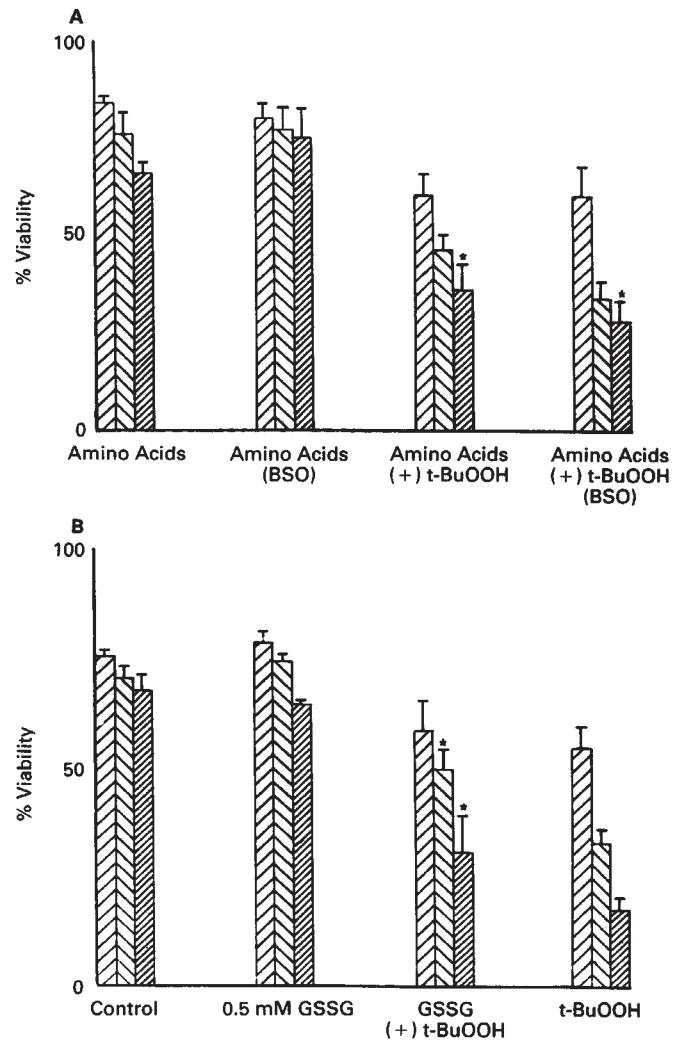 A
100
50
0
% Viability
* *
Amino Acids Amino Acids Amino Acids Amino Acids
(BSO) (+) t-BuOOH (+) t-BuOOH
(BSO)
B
100
50
0
% Viability
* *
Control 0.5 mM GSSG GSSG t-BuOOH
(+) t-BuOOH